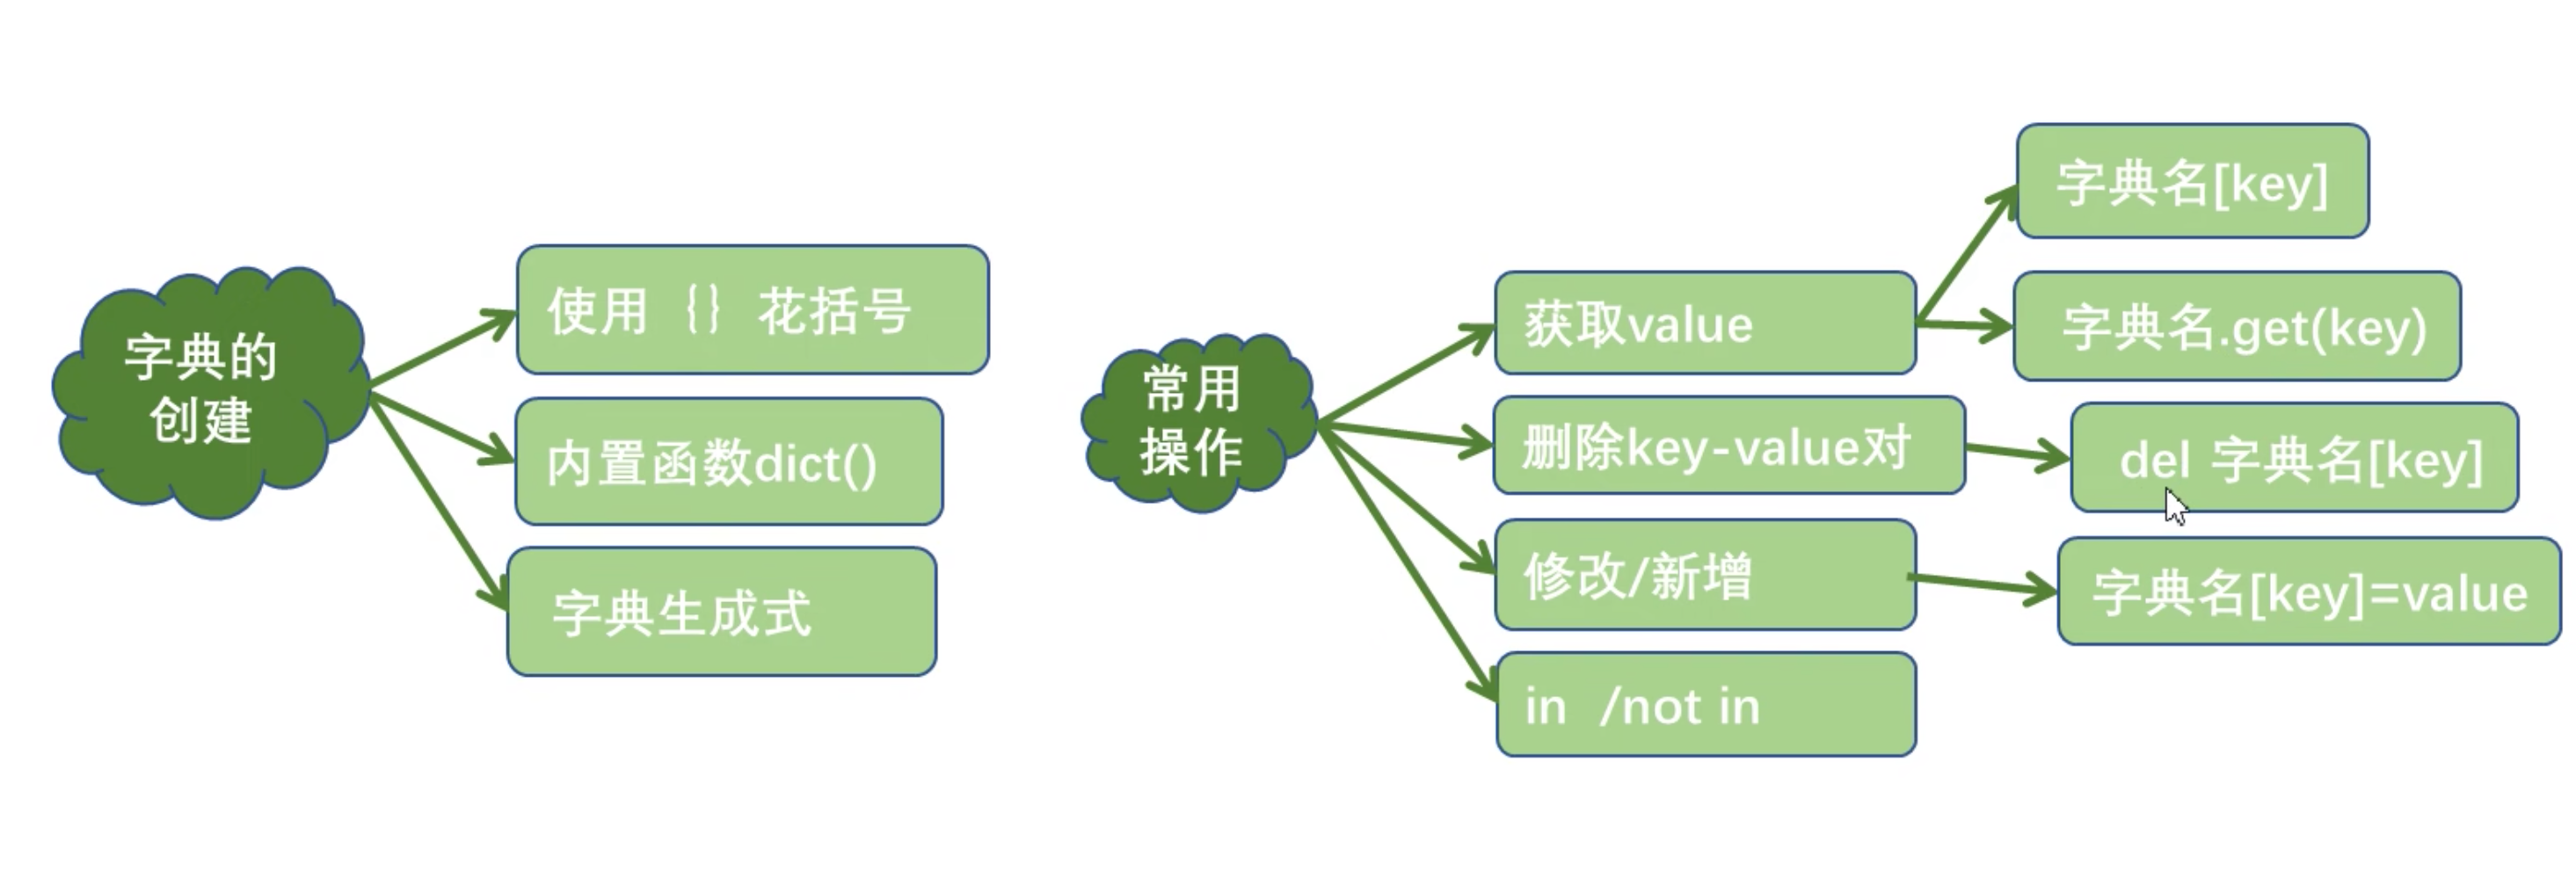 字典的
创建
使用 {} 花括号
内置函数dict()
字典生成式
常用
操作
获取value
字典名[key]
字典名.get(key)
删除key-value对
del 字典名[key]
修改/新增
字典名[key]=value
in /not in